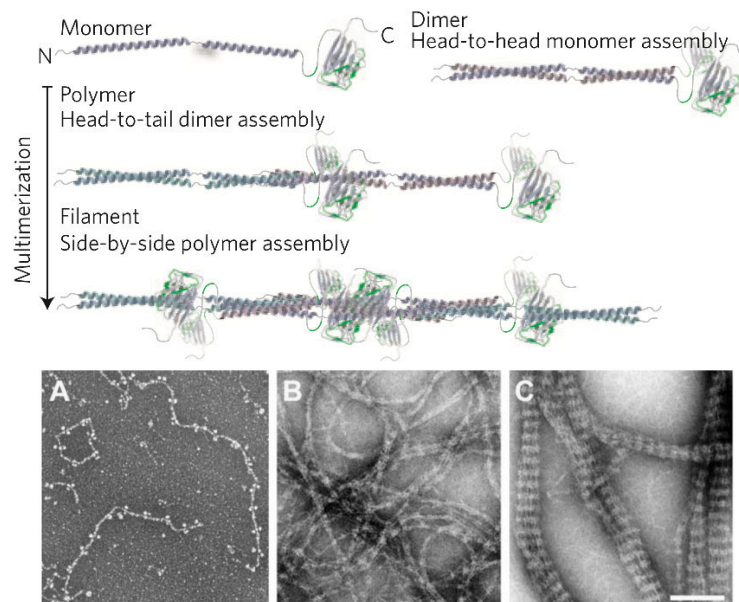 Monomer
N
C
Dimer
Head-to-head monomer assembly
Polymer
Head-to-tail dimer assembly
Multimerization
Filament
Side-by-side polymer assembly
A
B
C